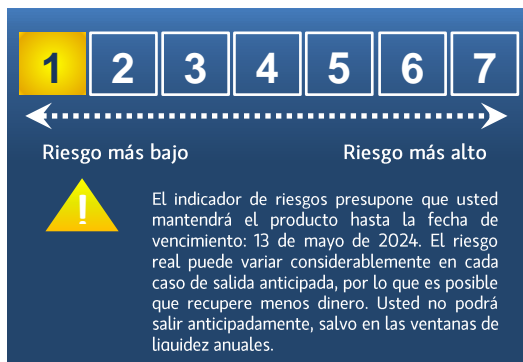 1 2 3 4 5 6 7
Riesgo más bajo Riesgo más alto
!
El indicador de riesgos presupone que usted
mantendrá el producto hasta la fecha de
vencimiento: 13 de mayo de 2024. El riesgo
real puede variar considerablemente en cada
caso de salida anticipada, por lo que es posible
que recupere menos dinero. Usted no podrá
salir anticipadamente, salvo en las ventanas de
liquidez anuales.